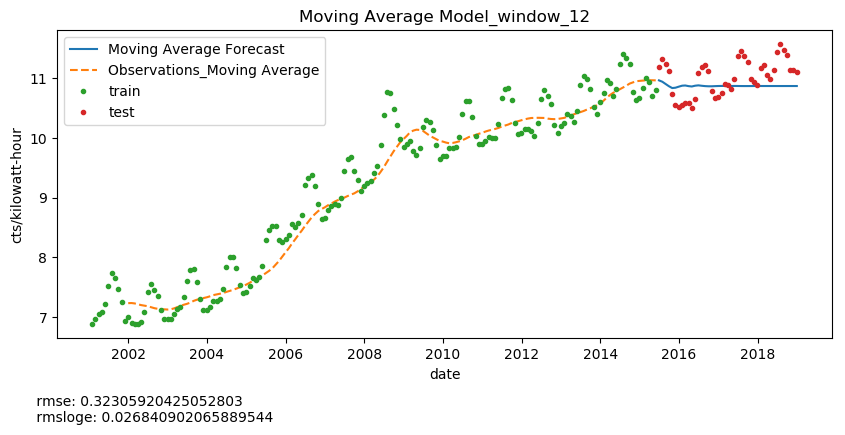 Moving Average Model_window_12
Moving Average Forecast
Observations_Moving Average
train
test
cts/kilowatt-hour
11
10
9
8
7
2002 2004 2006 2008 2010 2012 2014 2016 2018
date
rmse: 0.32305920425052803
rmsloge: 0.026840902065889544